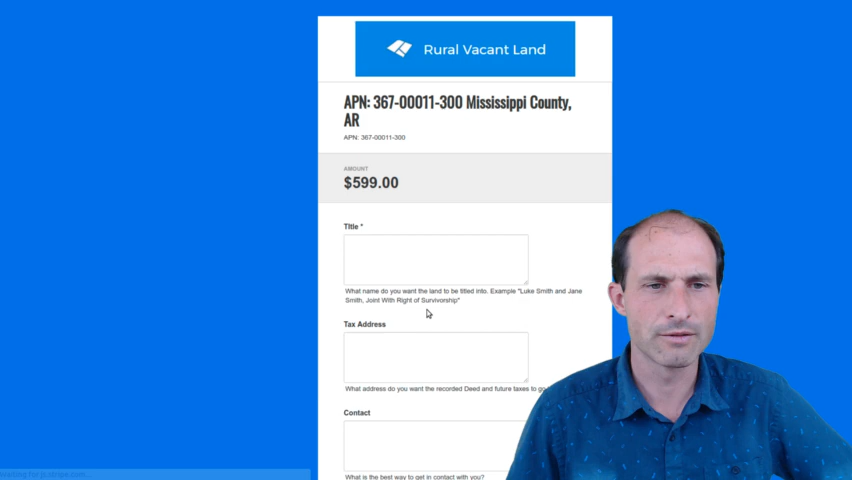 Rural Vacant Land
APN: 367-00011-300 Mississippi County,
AR
APN: 367-00011-300
AMOUNT
$599.00
Title *
What name do you want the land to be titled into. Example "Luke Smith and Jane
Smith, Joint With Right of Survivorship"
Tax Address
What address do you want the recorded Deed and future taxes to go
Contact
What is the best way to get in contact with you?